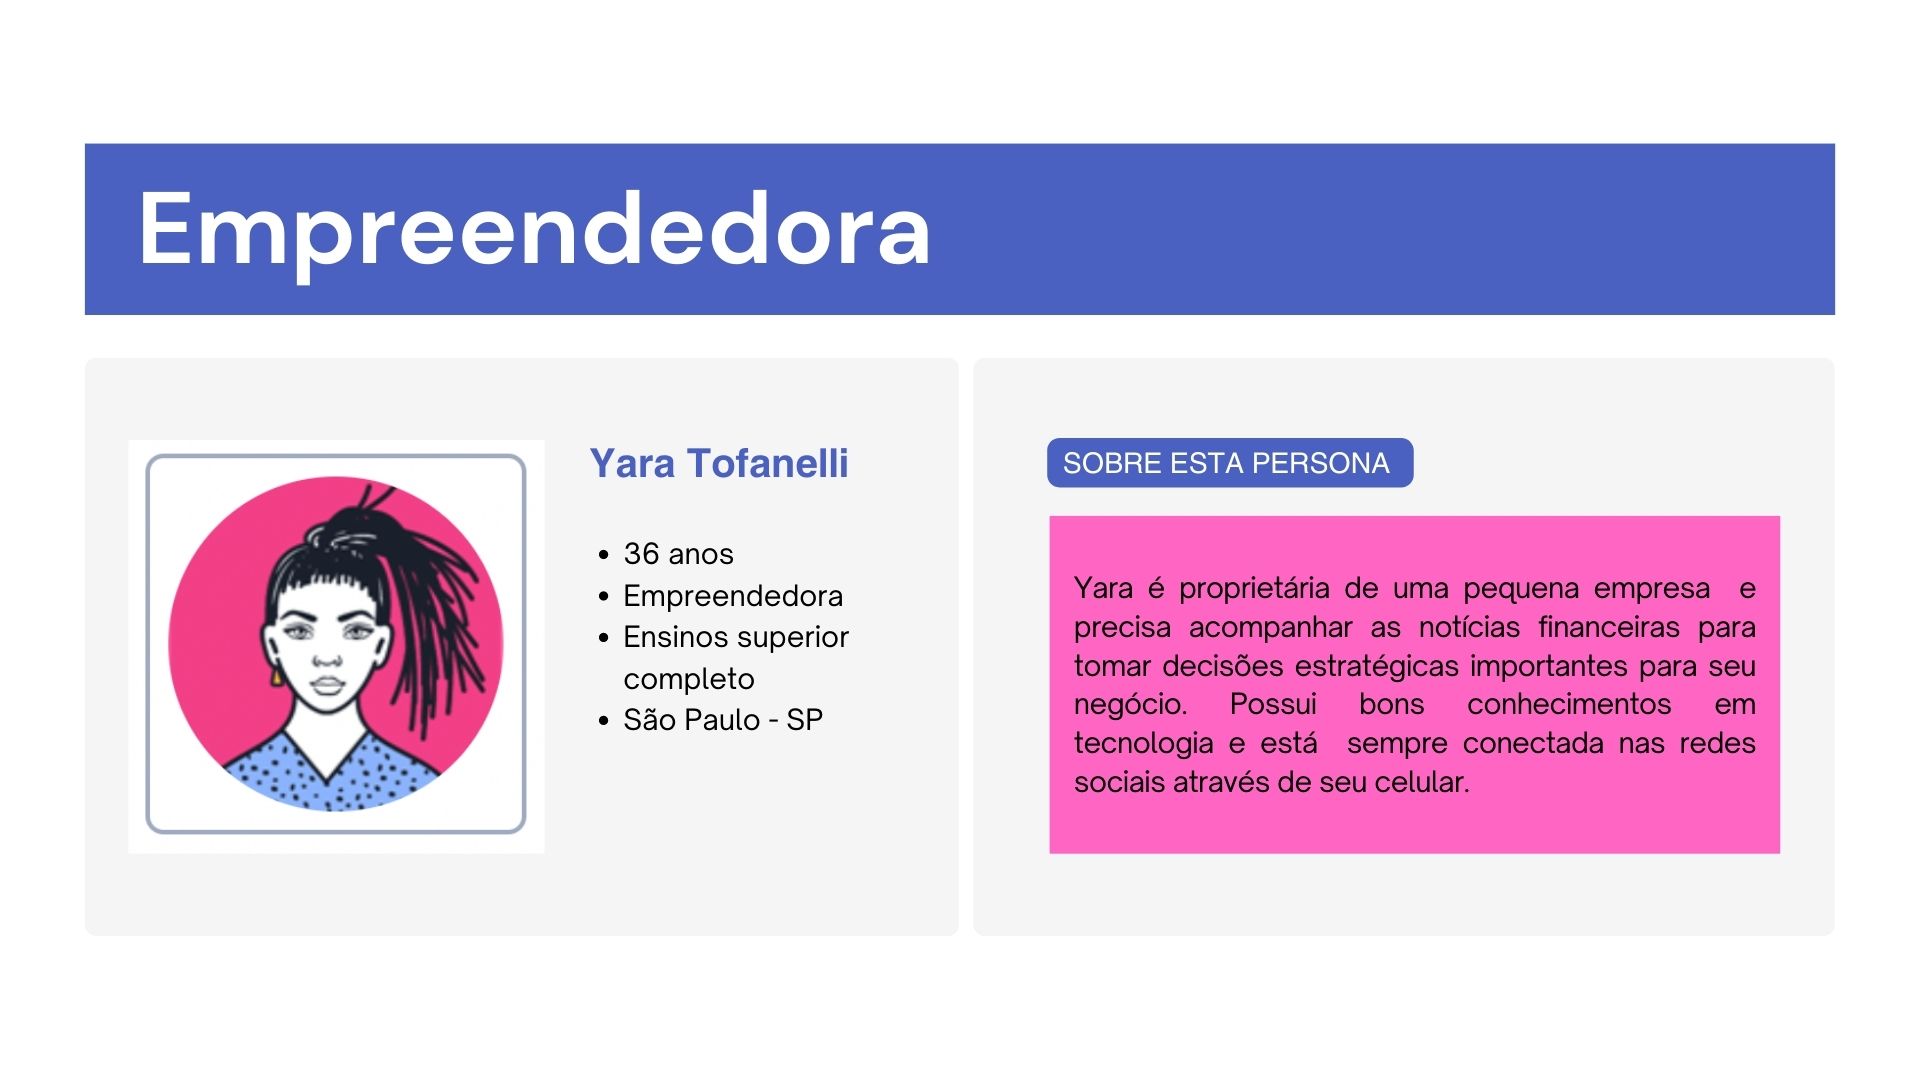 Empreendedora
Yara Tofanelli
• 36 anos
• Empreendedora
• Ensinos superior
completo
• São Paulo - SP
SOBRE ESTA PERSONA
Yara é proprietária de uma pequena empresa e
precisa acompanhar as notícias financeiras para
tomar decisões estratégicas importantes para seu
negócio. Possui bons conhecimentos em
tecnologia e está sempre conectada nas redes
sociais através de seu celular.